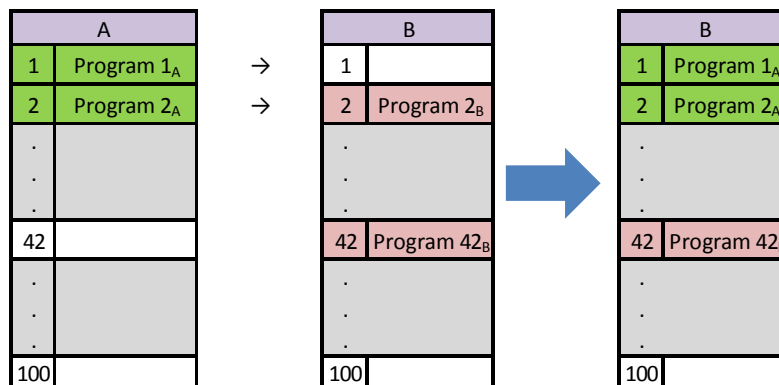 A B B
1 Program 1A → 1 1 Program 1A
2 Program 2A → 2 Program 2B 2 Program 2A
. . .
. . .
. . .
42 42 Program 42B 42 Program 42
. . .
. . .
. . .
100 100 100